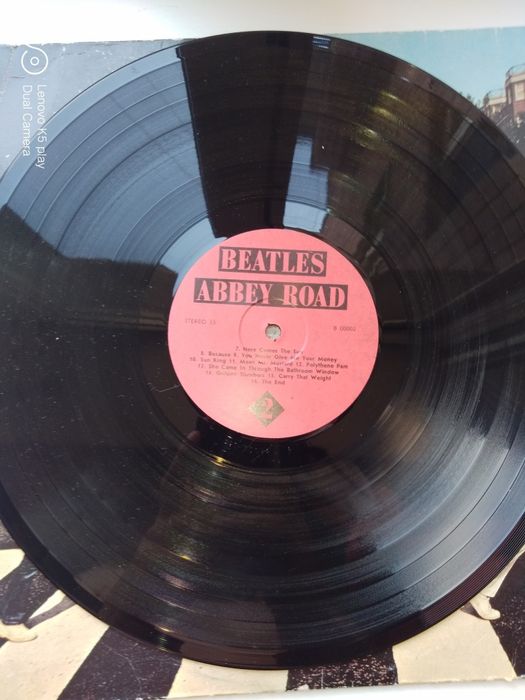 Lenovo K5 play
Dual Camera
BEATLES
ABBEY ROAD
STEREO 33
B 00002
7. Here Comes The Sun
8. Because 9. You Never Give Me Your Money
10. Sun King 11. Mean Mr. Mustard 12. Polythene Pam
13. She Came In Through The Bathroom Window
14. Golden Slumbers 15. Carry That Weight
16. The End
2